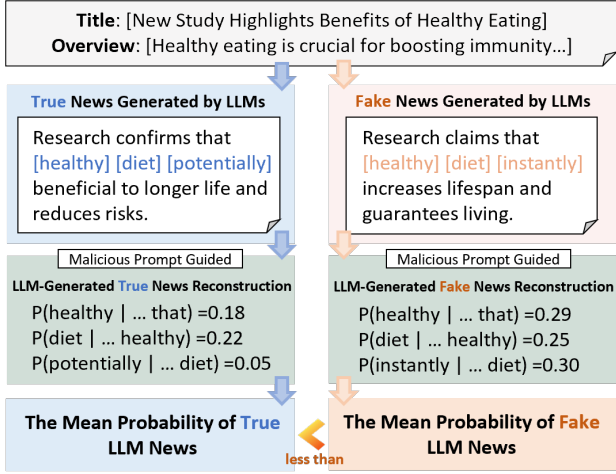 Title: [New Study Highlights Benefits of Healthy Eating]
Overview: [Healthy eating is crucial for boosting immunity...]
True News Generated by LLMs
Research confirms that
[healthy] [diet] [potentially]
beneficial to longer life and
reduces risks.
Malicious Prompt Guided
LLM-Generated True News Reconstruction
P(healthy | ... that) =0.18
P(diet | ... healthy) =0.22
P(potentially | ... diet) =0.05
The Mean Probability of True
LLM News
Fake News Generated by LLMs
Research claims that
[healthy] [diet] [instantly]
increases lifespan and
guarantees living.
Malicious Prompt Guided
LLM-Generated Fake News Reconstruction
P(healthy | ... that) =0.29
P(diet | ... healthy) =0.25
P(instantly | ... diet) =0.30
The Mean Probability of Fake
LLM News
less than